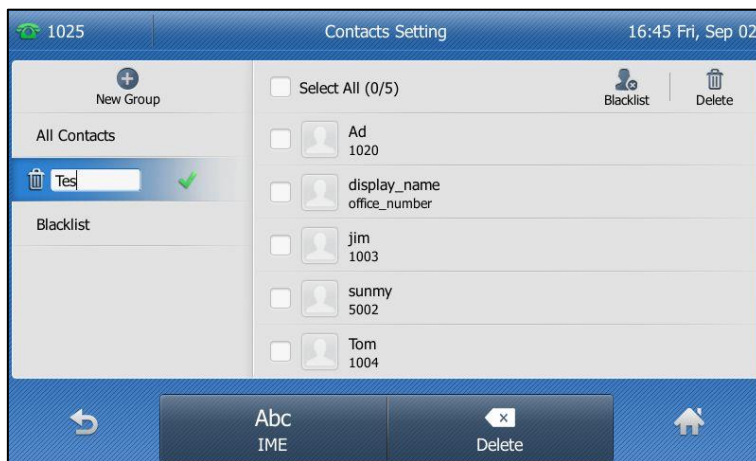 1025
Contacts Setting
16:45 Fri, Sep 02
New Group
All Contacts
Tes
Blacklist
Select All (0/5)
Blacklist
Delete
Ad
1020
display_name
office_number
jim
1003
sunmy
5002
Tom
1004
Abc
IME
Delete